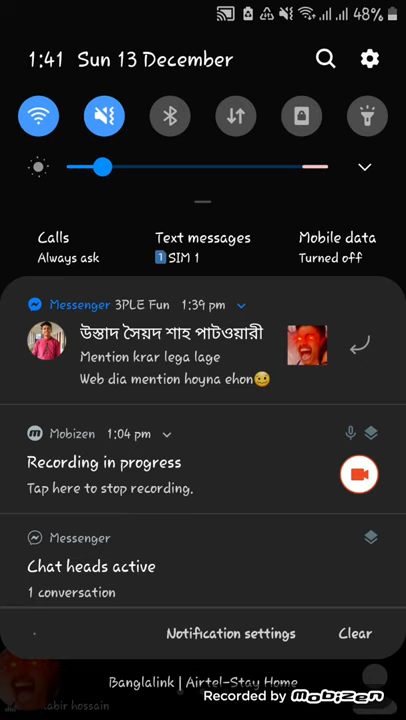 48%
1:41 Sun 13 December
Calls
Always ask
Text messages
1 SIM 1
Mobile data
Turned off
Messenger 3PLE Fun 1:39 pm
উস্তাদ সৈয়দ শাহ পাটওয়ারী
Mention krar lega lage
Web dia mention hoyna ehon😉
m Mobizen 1:04 pm
Recording in progress
Tap here to stop recording.
Messenger
Chat heads active
1 conversation
Notification settings
Clear
Banglalink | Airtel-Stay Home
kabir hossain
Recorded by Mobizen